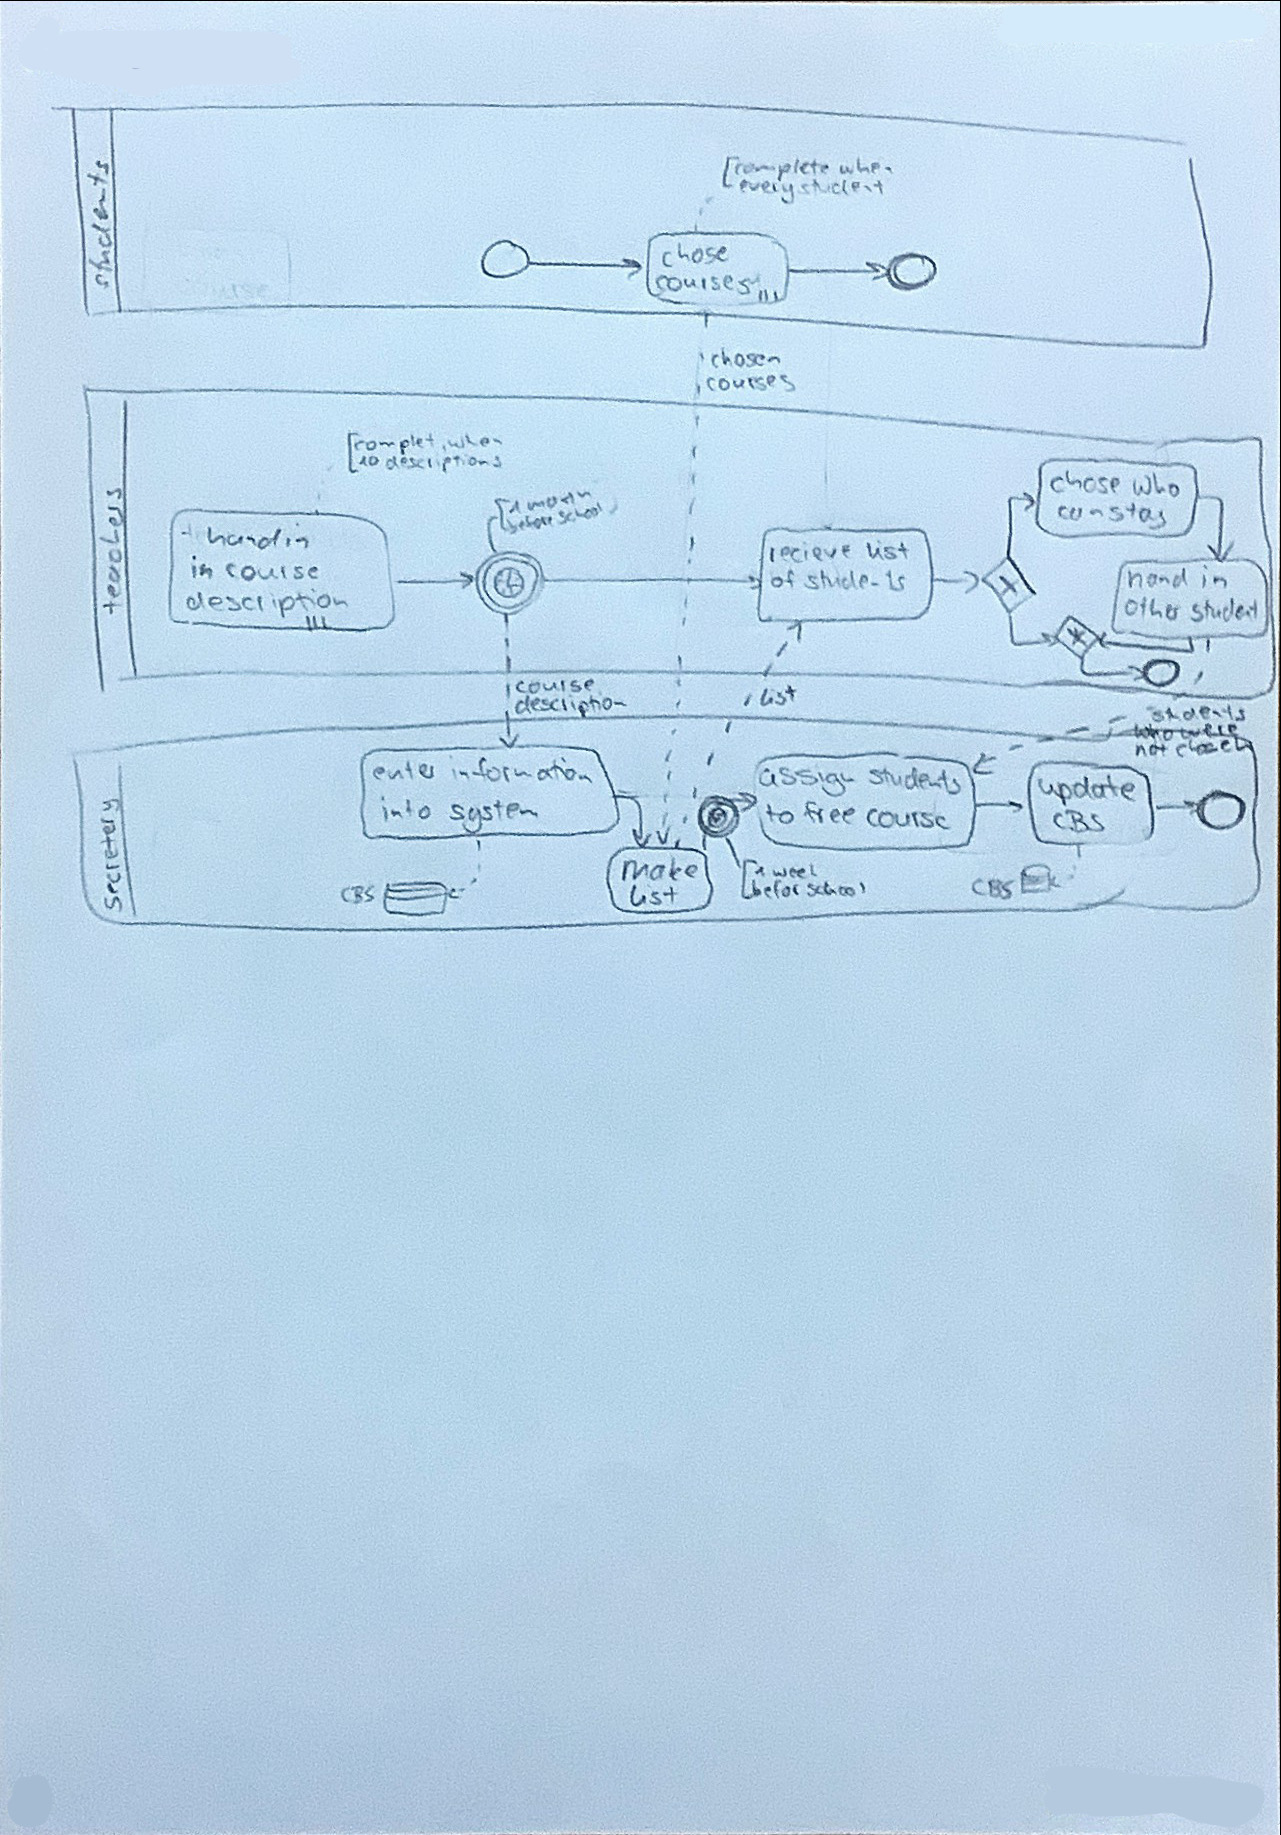 students
[complete when
every student
chose
courses
chosen
courses
teachers
[complet when
10 descriptions
hand in
in course
description
before school
recieve list
of students
chose who
can stay
hand in
other student
course
description
list
students
who were
not chosen
Secretery
enter information
into system
CBS
make
list
assign students
to free course
[1 week
befor school
update
CBS
CBS